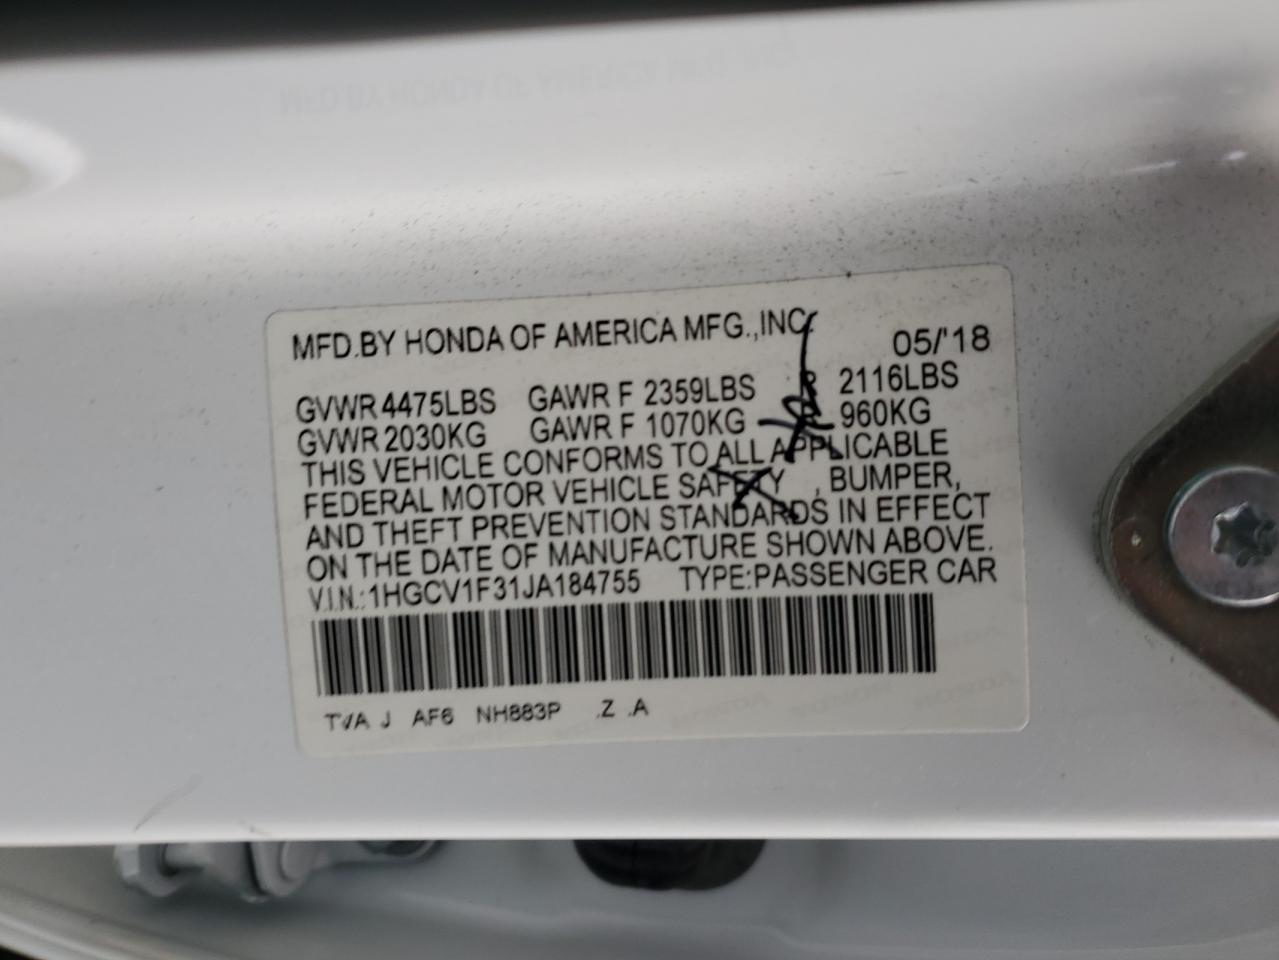 MFD.BY HONDA OF AMERICA MFG.,INC. 05/'18
GVWR 4475LBS GAWR F 2359LBS R 2116LBS
GVWR 2030KG GAWR F 1070KG 960KG
THIS VEHICLE CONFORMS TO ALL APPLICABLE
FEDERAL MOTOR VEHICLE SAFETY , BUMPER,
AND THEFT PREVENTION STANDARDS IN EFFECT
ON THE DATE OF MANUFACTURE SHOWN ABOVE.
V.I.N.:1HGCV1F31JA184755 TYPE:PASSENGER CAR
TVA J AF6 NH883P .Z .A